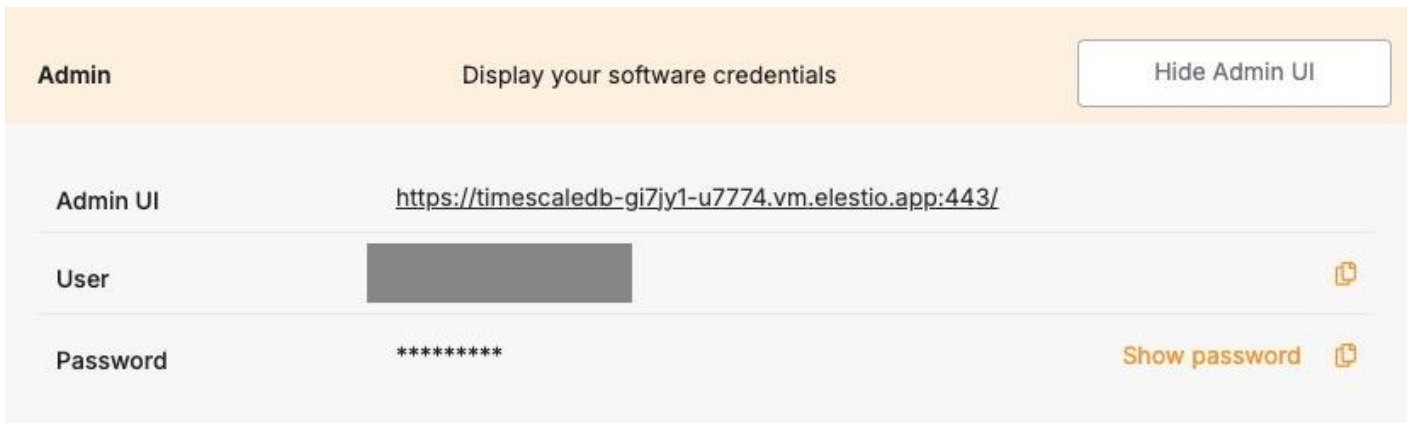 Admin Display your software credentials Hide Admin UI
Admin UI https://timescaledb-gi7jy1-u7774.vm.elestio.app:443/
User
Password ********* Show password